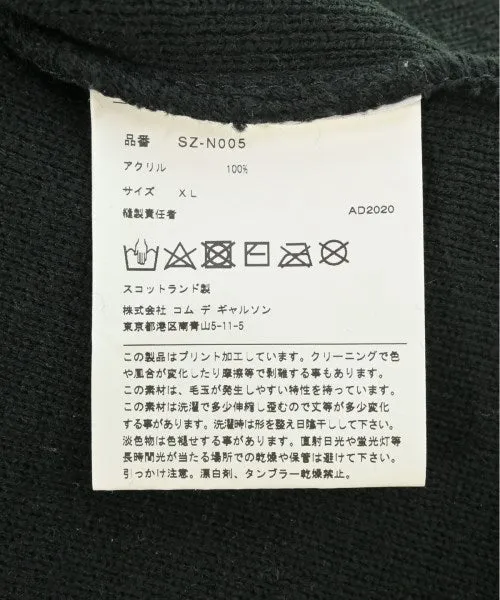 品番 SZ-N005
アクリル 100%
サイズ XL
縫製責任者 AD2020
スコットランド製
株式会社 コム デ ギャルソン
東京都港区南青山5-11-5
この製品はプリント加工しています。クリーニングで色
や風合が変化したり摩擦等で剥離する事もあります。
この素材は、毛玉が発生しやすい特性を持っています。
この素材は洗濯で多少伸縮し歪むので丈等が多少変化
する事があります。洗濯時は形を整え日陰干しして下さい。
淡色物は色褪せする事があります。直射日光や蛍光灯等
長時間光が当たる場所での乾燥や保管は避けて下さい。
引っかけ注意。漂白剤、タンブラー乾燥禁止。